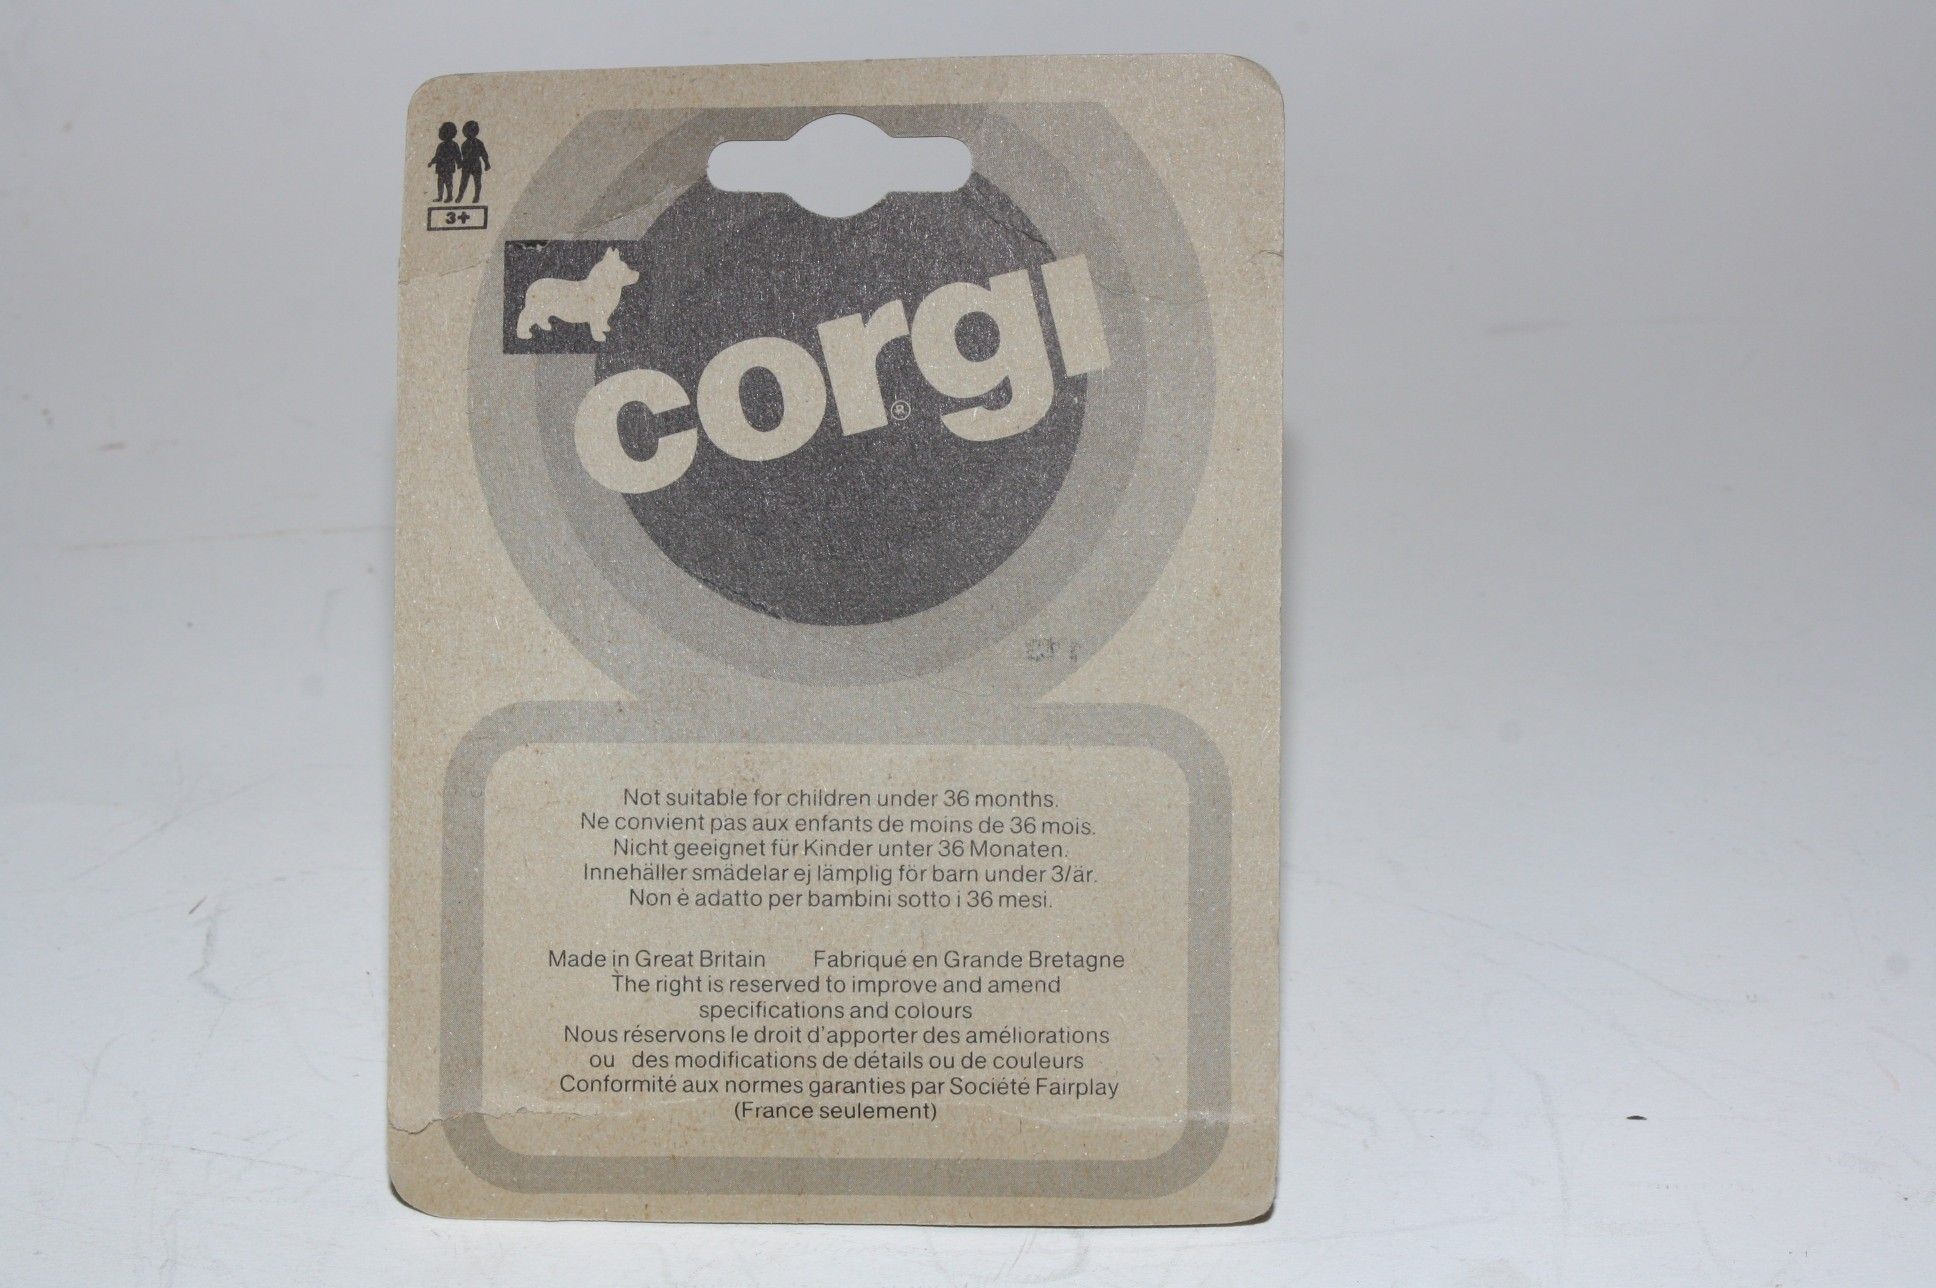 3+
corgi
®
Not suitable for children under 36 months.
Ne convient pas aux enfants de moins de 36 mois.
Nicht geeignet für Kinder unter 36 Monaten.
Innehäller smädelar ej lämplig för barn under 3/är.
Non è adatto per bambini sotto i 36 mesi.
Made in Great Britain Fabriqué en Grande Bretagne
The right is reserved to improve and amend
specifications and colours
Nous réservons le droit d'apporter des améliorations
ou des modifications de détails ou de couleurs
Conformité aux normes garanties par Société Fairplay
(France seulement)